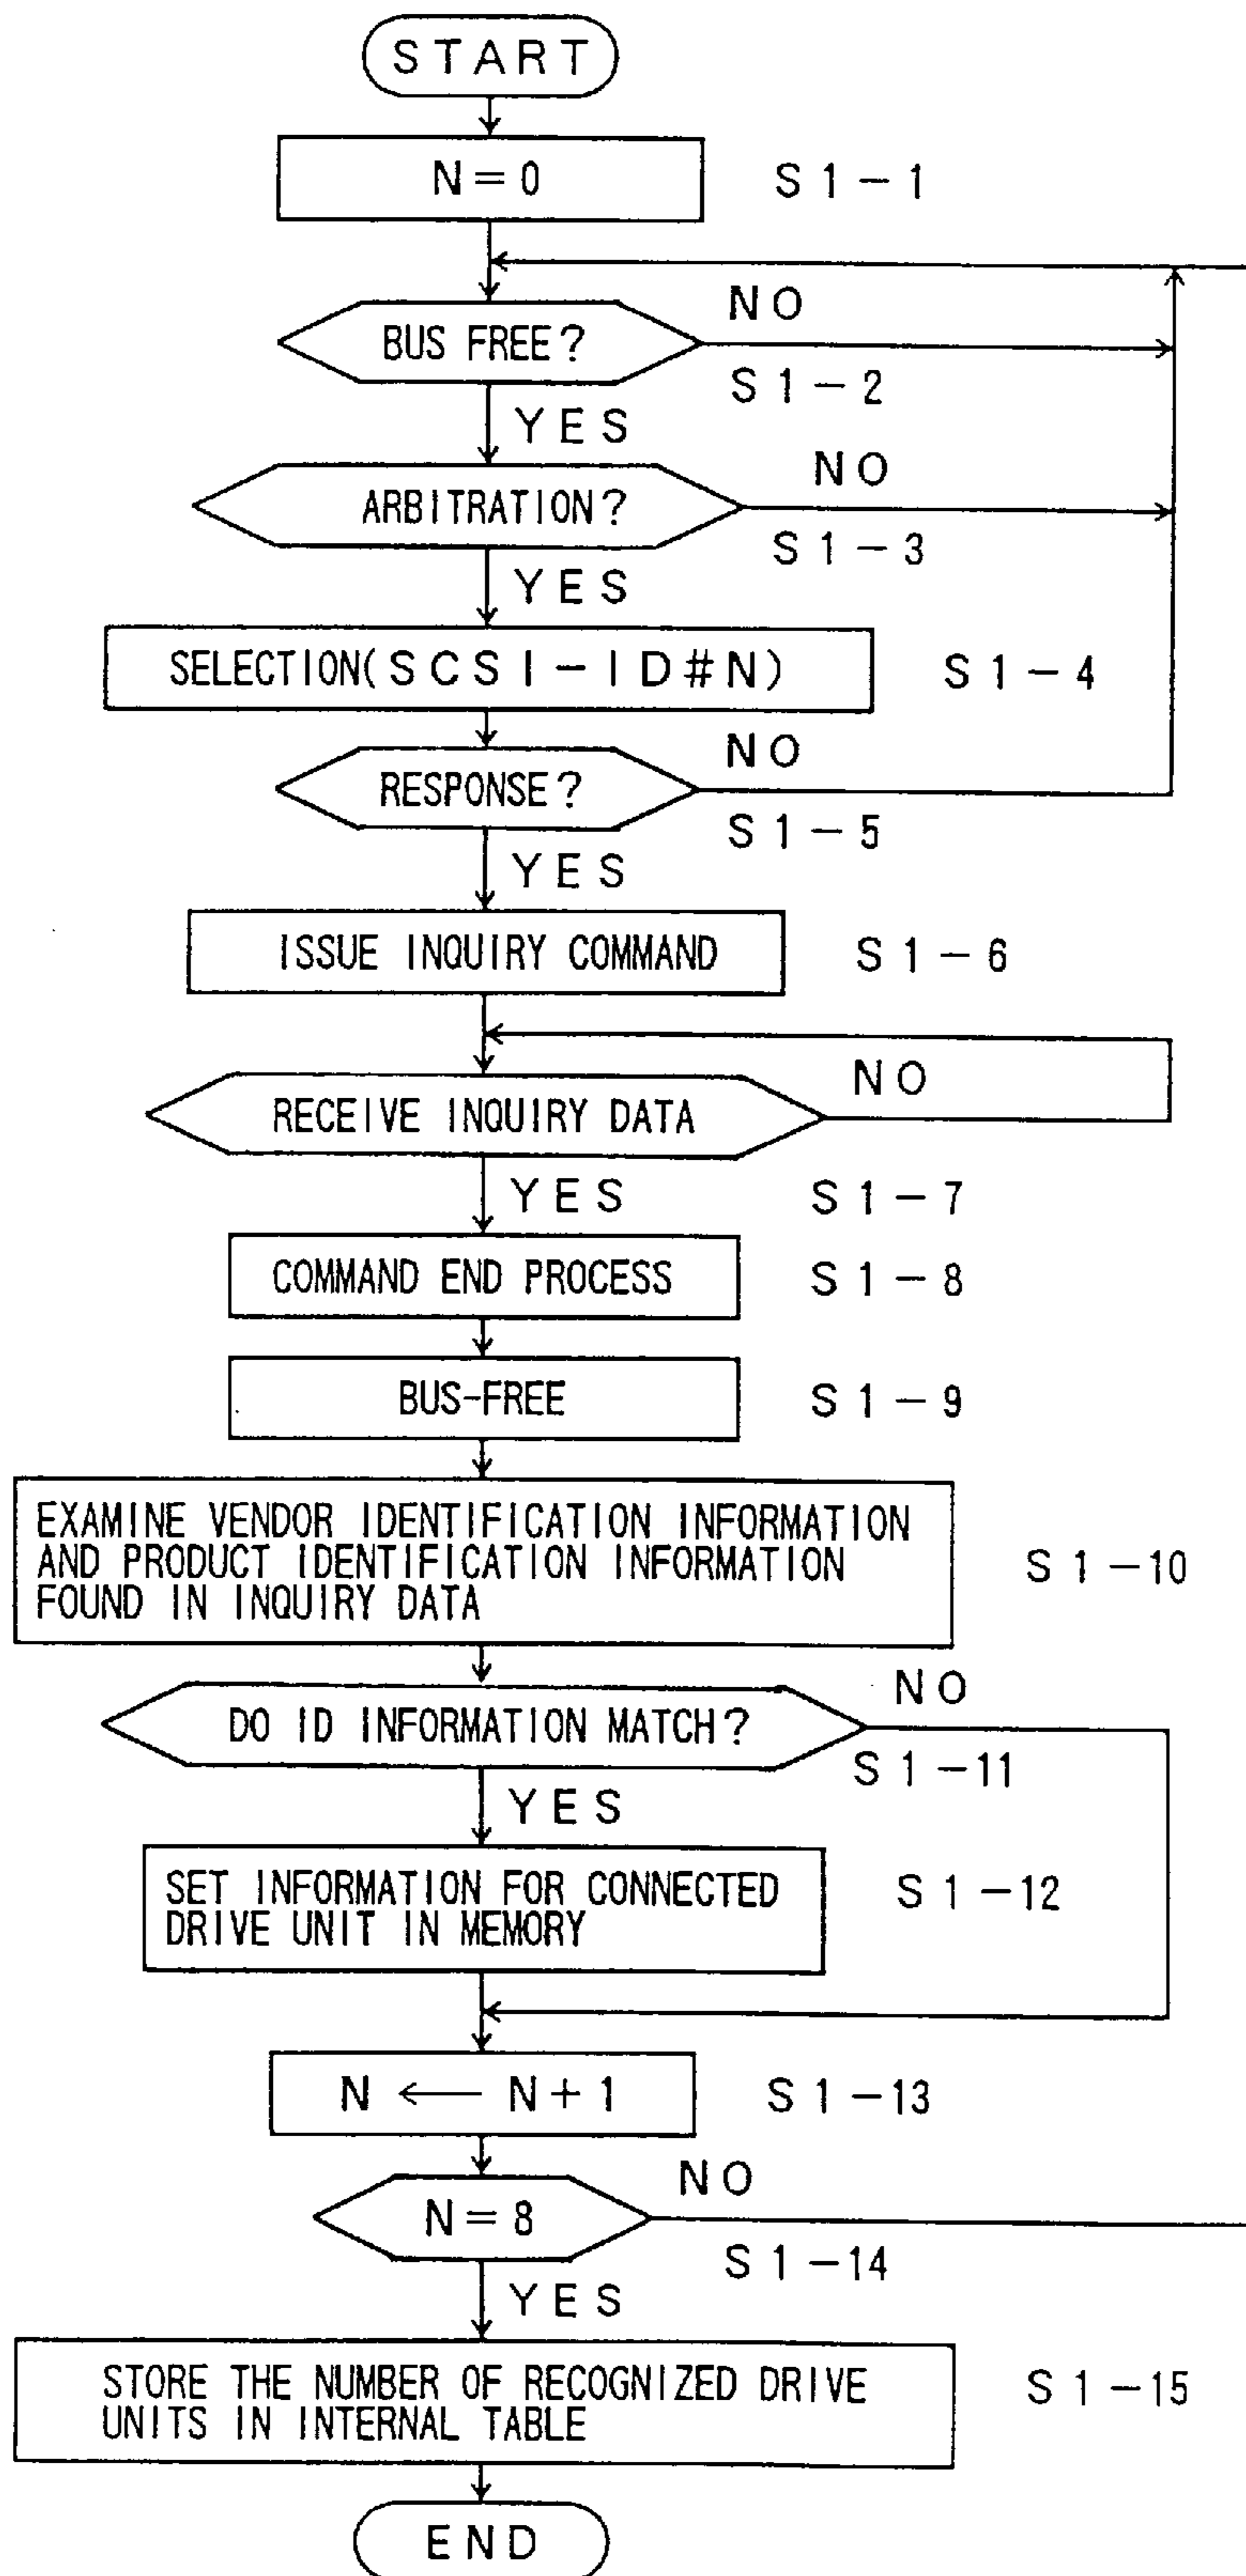 START
N=0
S1-1
BUS FREE?
NO
S1-2
YES
ARBITRATION?
NO
S1-3
YES
SELECTION(SCSI-ID#N)
S1-4
RESPONSE?
NO
S1-5
YES
ISSUE INQUIRY COMMAND
S1-6
RECEIVE INQUIRY DATA
NO
YES
S1-7
COMMAND END PROCESS
S1-8
BUS-FREE
S1-9
EXAMINE VENDOR IDENTIFICATION INFORMATION
AND PRODUCT IDENTIFICATION INFORMATION
FOUND IN INQUIRY DATA
S1-10
DO ID INFORMATION MATCH?
NO
S1-11
YES
SET INFORMATION FOR CONNECTED
DRIVE UNIT IN MEMORY
S1-12
N ← N+1
S1-13
N=8
NO
S1-14
YES
STORE THE NUMBER OF RECOGNIZED DRIVE
UNITS IN INTERNAL TABLE
S1-15
END